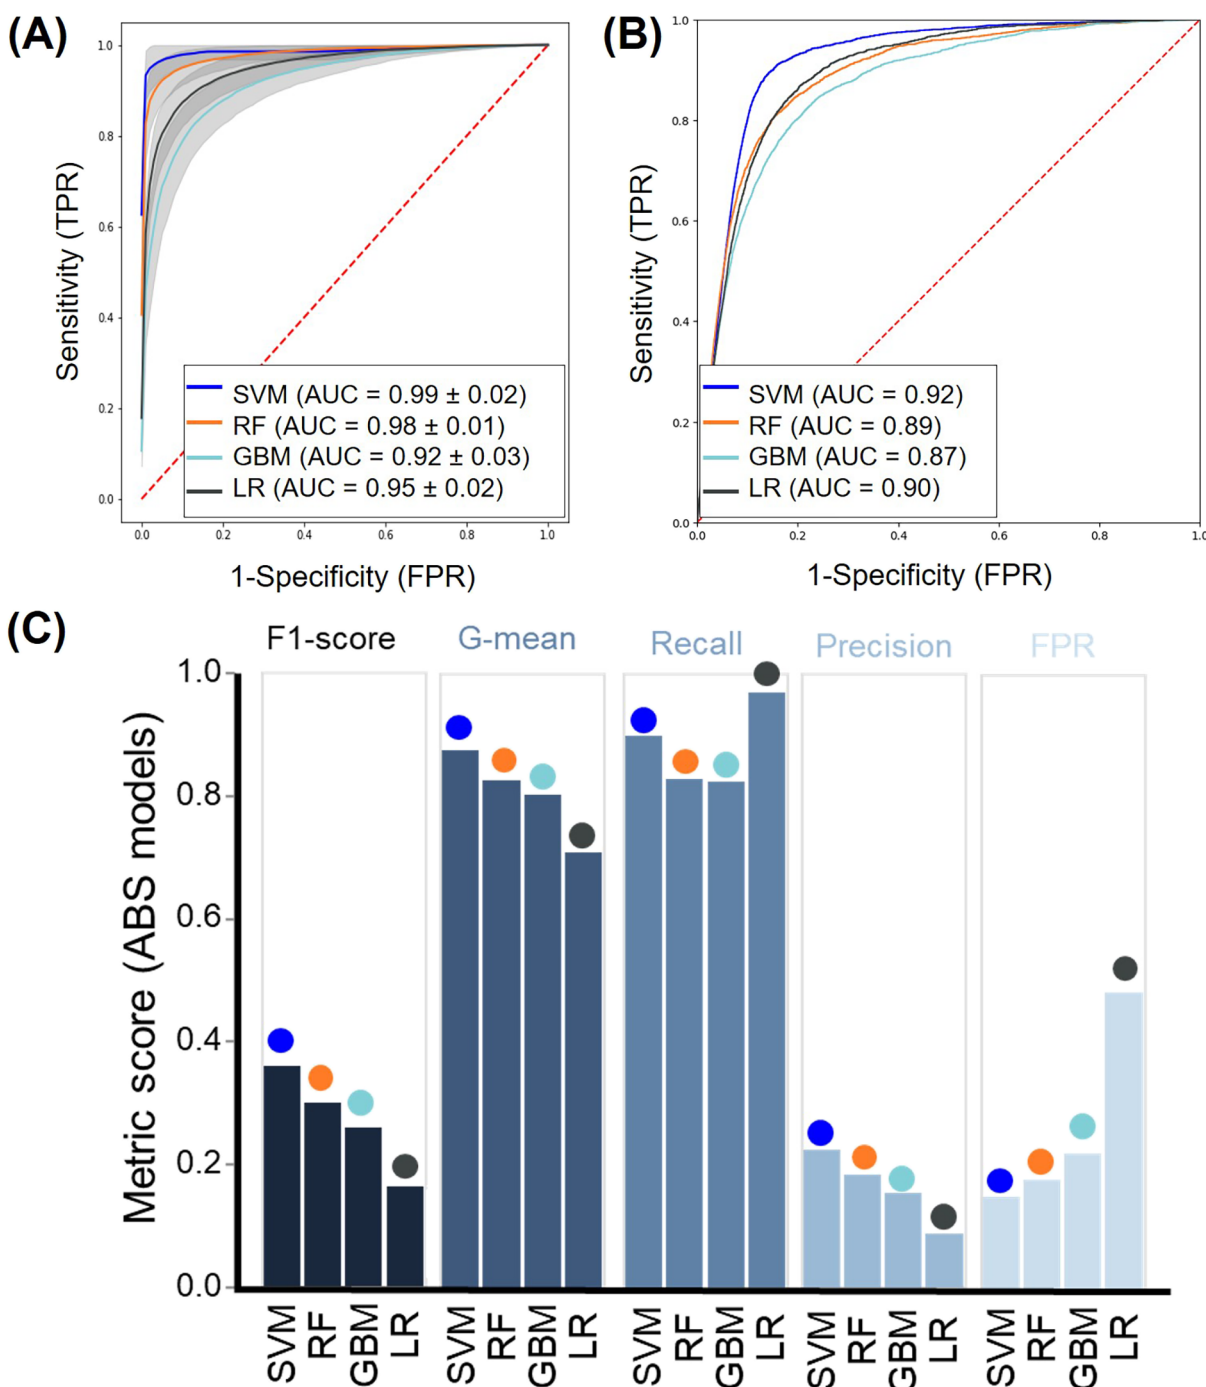 (A)
1.0
0.8
0.6
0.4
0.2
0.0
Sensitivity (TPR)
SVM (AUC = 0.99 ± 0.02)
RF (AUC = 0.98 ± 0.01)
GBM (AUC = 0.92 ± 0.03)
LR (AUC = 0.95 ± 0.02)
0.0 0.2 0.4 0.6 0.8 1.0
1-Specificity (FPR)
(B)
1.0
0.8
0.6
0.4
0.2
0.0
Sensitivity (TPR)
SVM (AUC = 0.92)
RF (AUC = 0.89)
GBM (AUC = 0.87)
LR (AUC = 0.90)
0.0 0.2 0.4 0.6 0.8 1.0
1-Specificity (FPR)
(C)
F1-score G-mean Recall Precision FPR
1.0
0.8
0.6
0.4
0.2
0.0
Metric score (ABS models)
SVM RF GBM LR SVM RF GBM LR SVM RF GBM LR SVM RF GBM LR SVM RF GBM LR